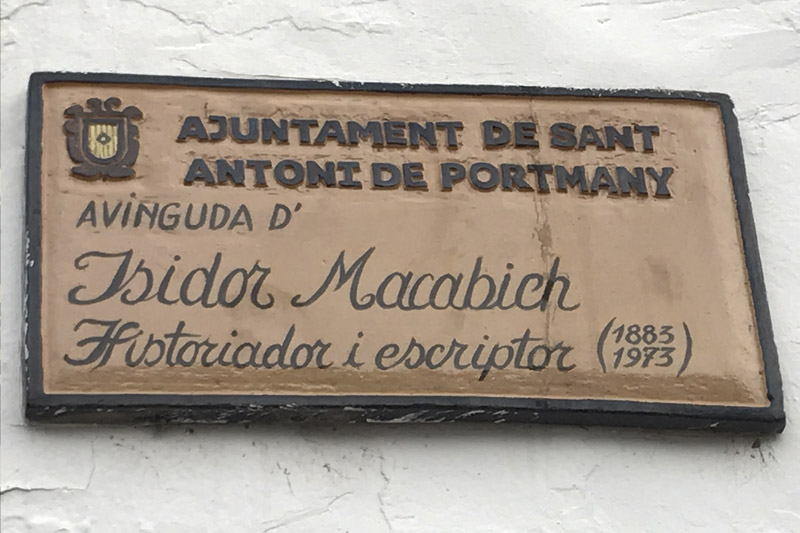 AJUNTAMENT DE SANT
ANTONI DE PORTMANY
AVINGUDA D'
Isidor Macabich
Historiador i escriptor (1883
1973)